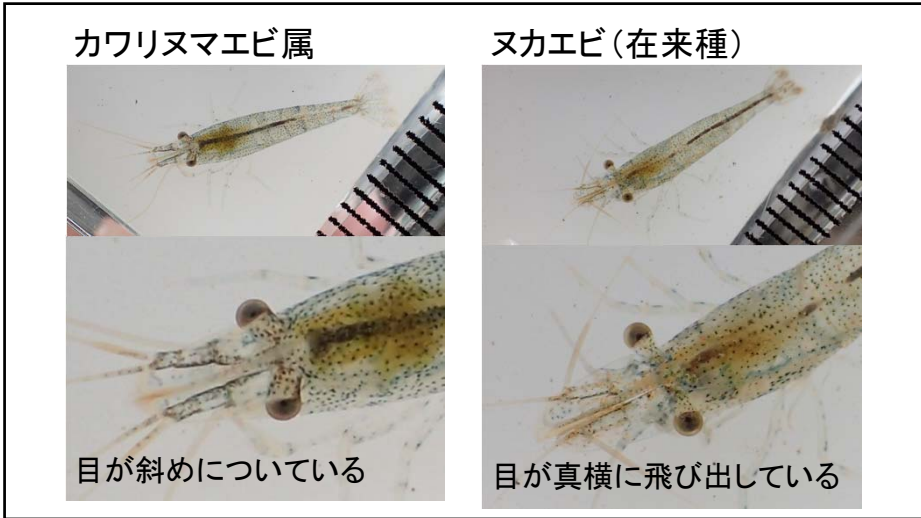 カワリヌマエビ属
ヌカエビ（在来種）
目が斜めについている
目が真横に飛び出している